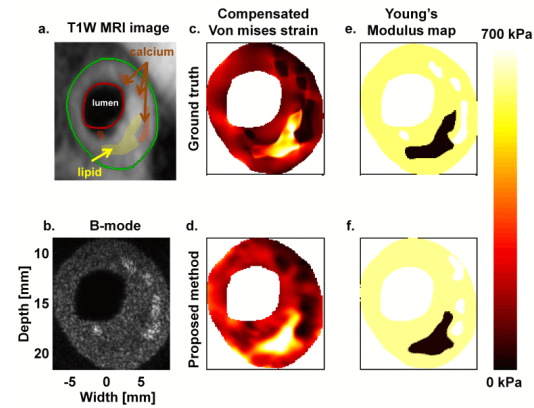 Compensated
Young's
700 kPa
a. T1W MRI image
c. Von mises strain
e. Modulus map
calcium
lumen
lipid
Ground truth
b. B-mode
d.
f.
Depth [mm]
10
15
20
-5 0 5
Width [mm]
Proposed method
0 kPa